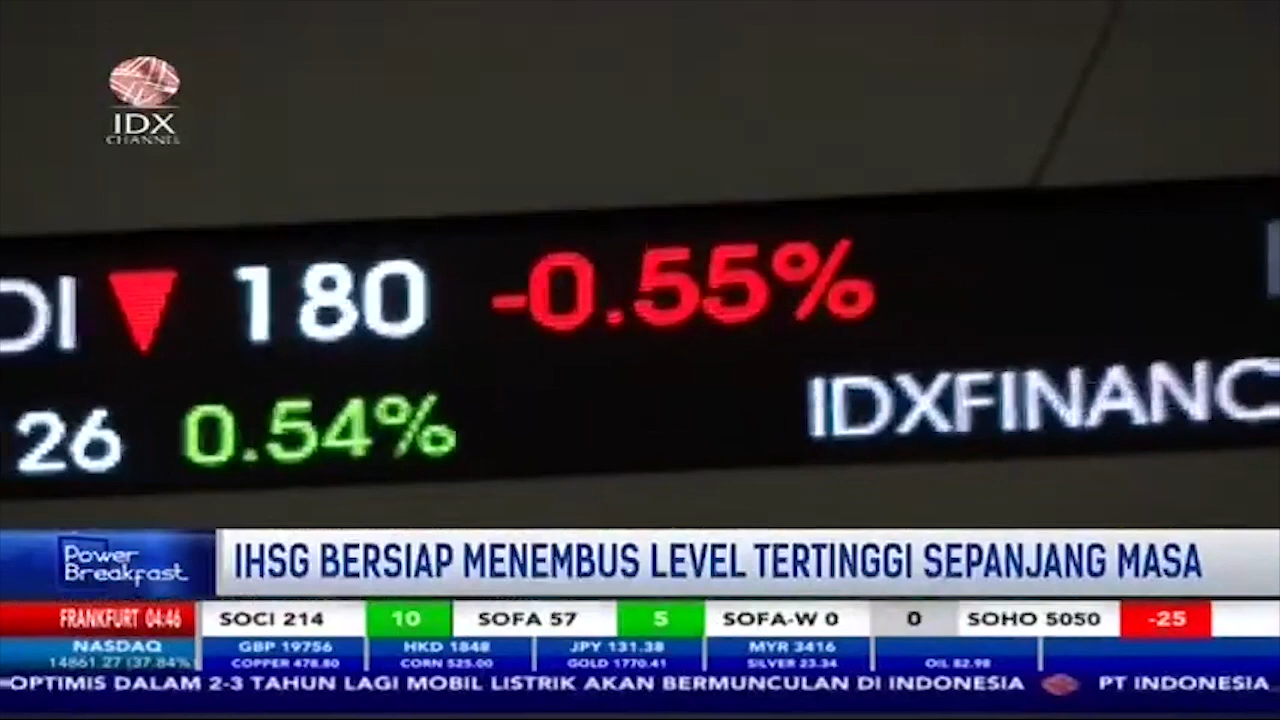 IDX
CHANNEL
DI 180 -0.55%
26 0.54% IDXFINANC
Power
Breakfast
IHSG BERSIAP MENEMBUS LEVEL TERTINGGI SEPANJANG MASA
FRANKFURT 04:46 SOCI 214 10 SOFA 57 5 SOFA-W 0 0 SOHO 5050 -25
NASDAQ GBP 19756 HKD 1848 JPY 131.38 MYR 3416
14861.27 (37.84%) COPPER 478.80 CORN 525.00 GOLD 1770.41 SILVER 23.34 OIL 82.98
OPTIMIS DALAM 2-3 TAHUN LAGI MOBIL LISTRIK AKAN BERMUNCULAN DI INDONESIA PT INDONESIA